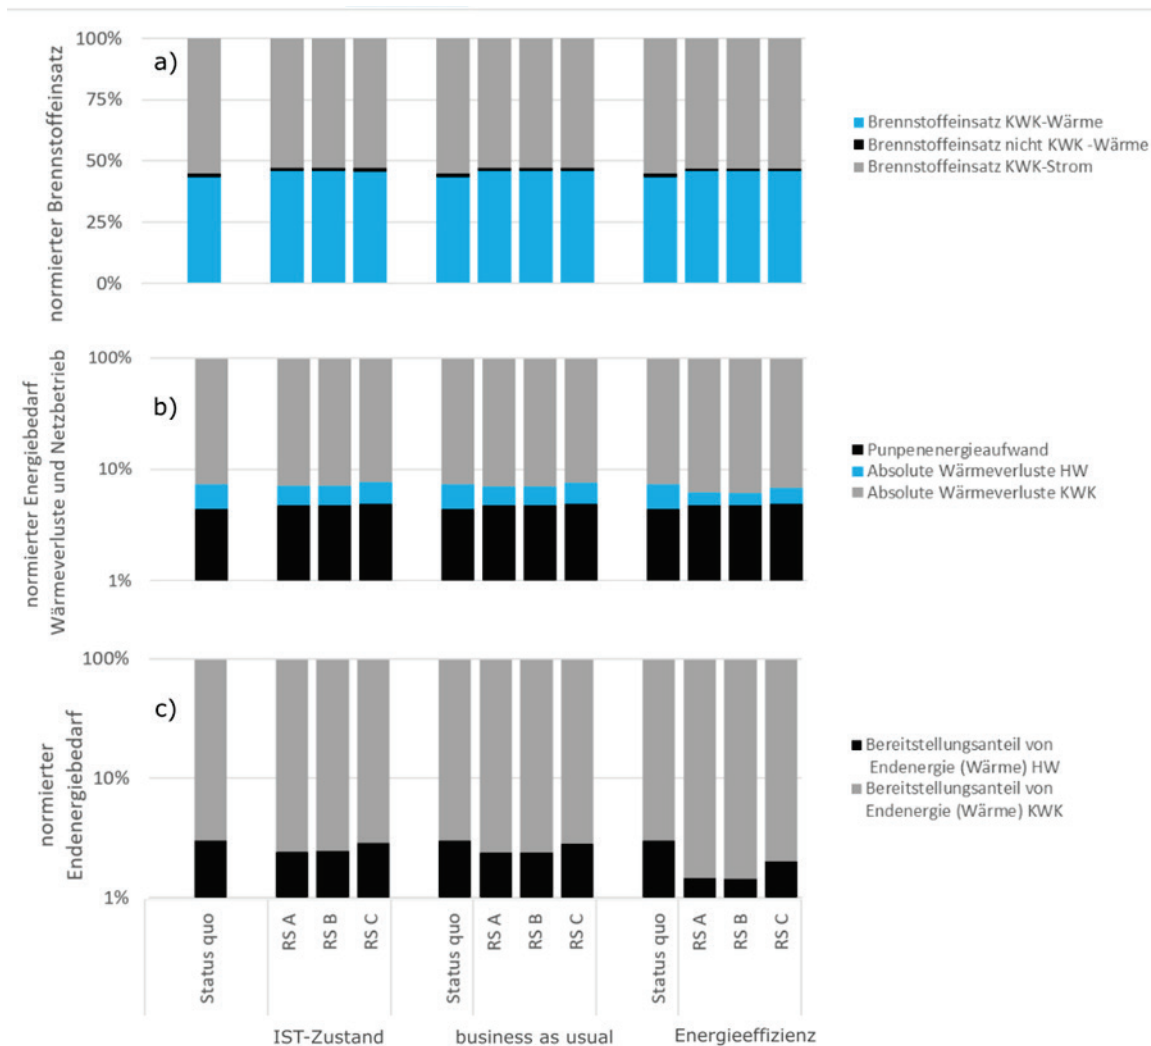 normierter Brennstoffeinsatz
100%
75%
50%
25%
0%
a)
Brennstoffeinsatz KWK-Wärme
Brennstoffeinsatz nicht KWK -Wärme
Brennstoffeinsatz KWK-Strom
normierter Energiebedarf
Wärmeverluste und Netzbetrieb
100%
10%
1%
b)
Punpenenergieaufwand
Absolute Wärmeverluste HW
Absolute Wärmeverluste KWK
normierter
Endenergiebedarf
100%
10%
1%
c)
Bereitstellungsanteil von
Endenergie (Wärme) HW
Bereitstellungsanteil von
Endenergie (Wärme) KWK
Status quo
RS A
RS B
RS C
Status quo
RS A
RS B
RS C
Status quo
RS A
RS B
RS C
IST-Zustand
business as usual
Energieeffizienz